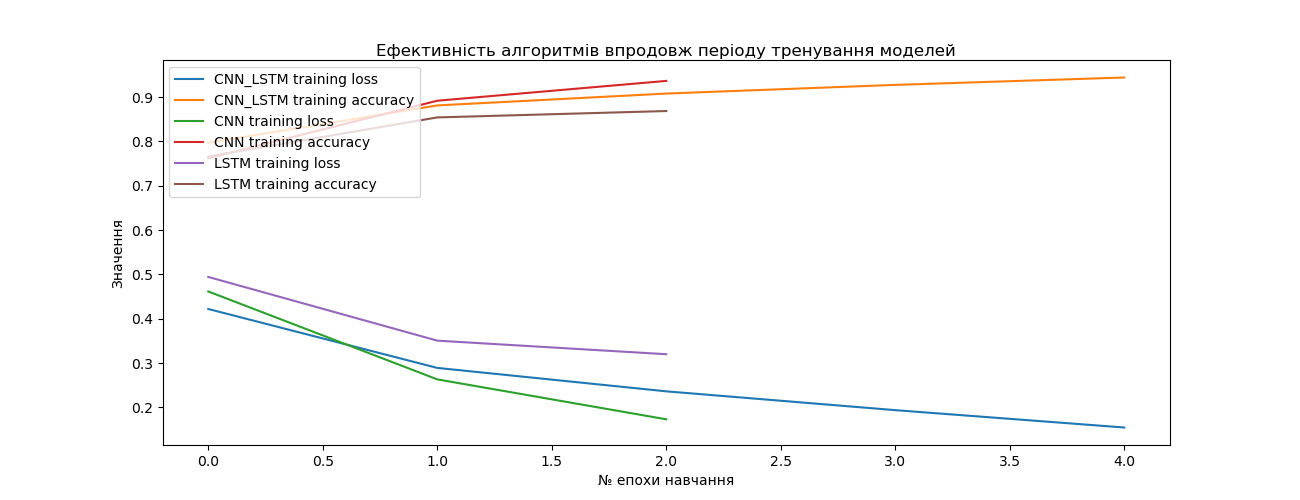 Ефективність алгоритмів впродовж періоду тренування моделей
CNN_LSTM training loss
CNN_LSTM training accuracy
CNN training loss
CNN training accuracy
LSTM training loss
LSTM training accuracy
Значення
0.9
0.8
0.7
0.6
0.5
0.4
0.3
0.2
0.0 0.5 1.0 1.5 2.0 2.5 3.0 3.5 4.0
№ епохи навчання